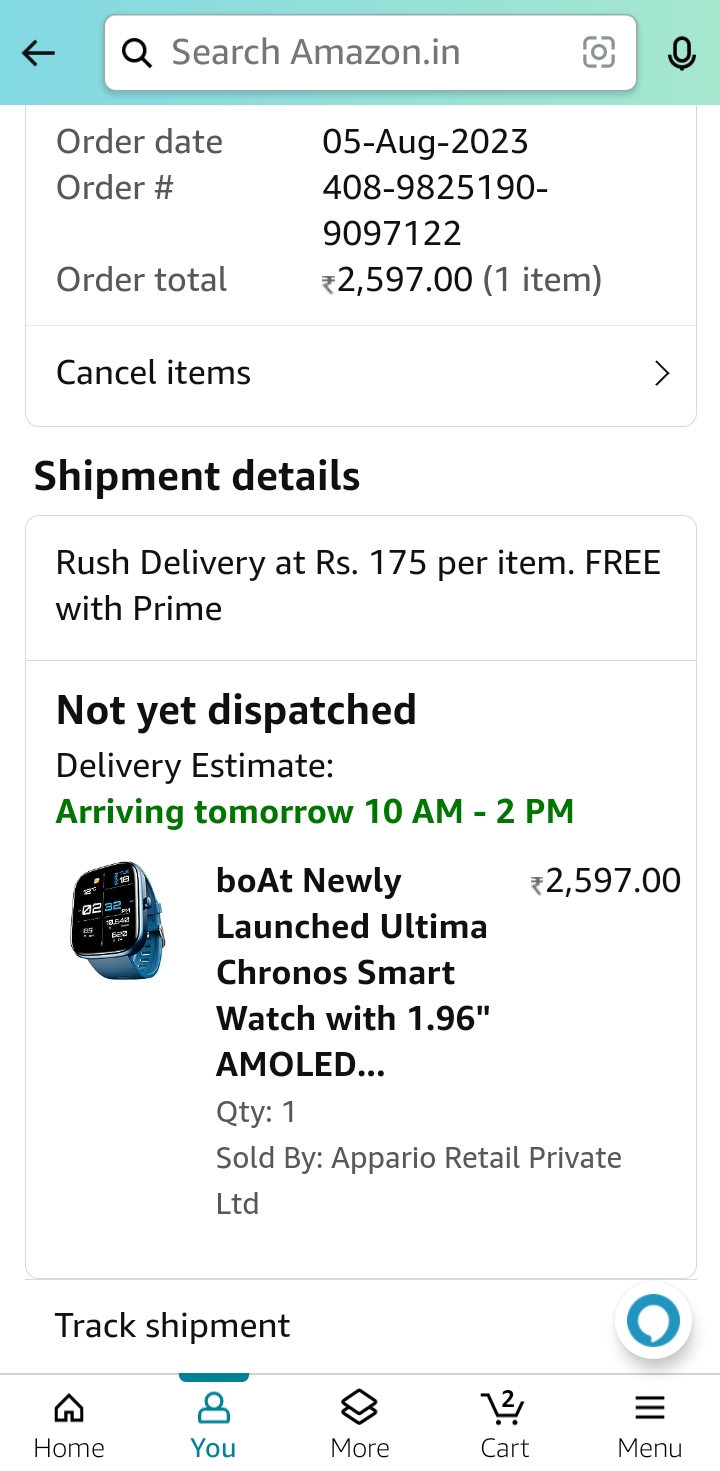 Search Amazon.in
Order date 05-Aug-2023
Order # 408-9825190-
9097122
Order total ₹2,597.00 (1 item)
Cancel items
Shipment details
Rush Delivery at Rs. 175 per item. FREE
with Prime
Not yet dispatched
Delivery Estimate:
Arriving tomorrow 10 AM - 2 PM
boAt Newly ₹2,597.00
Launched Ultima
Chronos Smart
Watch with 1.96"
AMOLED...
Qty: 1
Sold By: Appario Retail Private
Ltd
Track shipment
2
Home You More Cart Menu